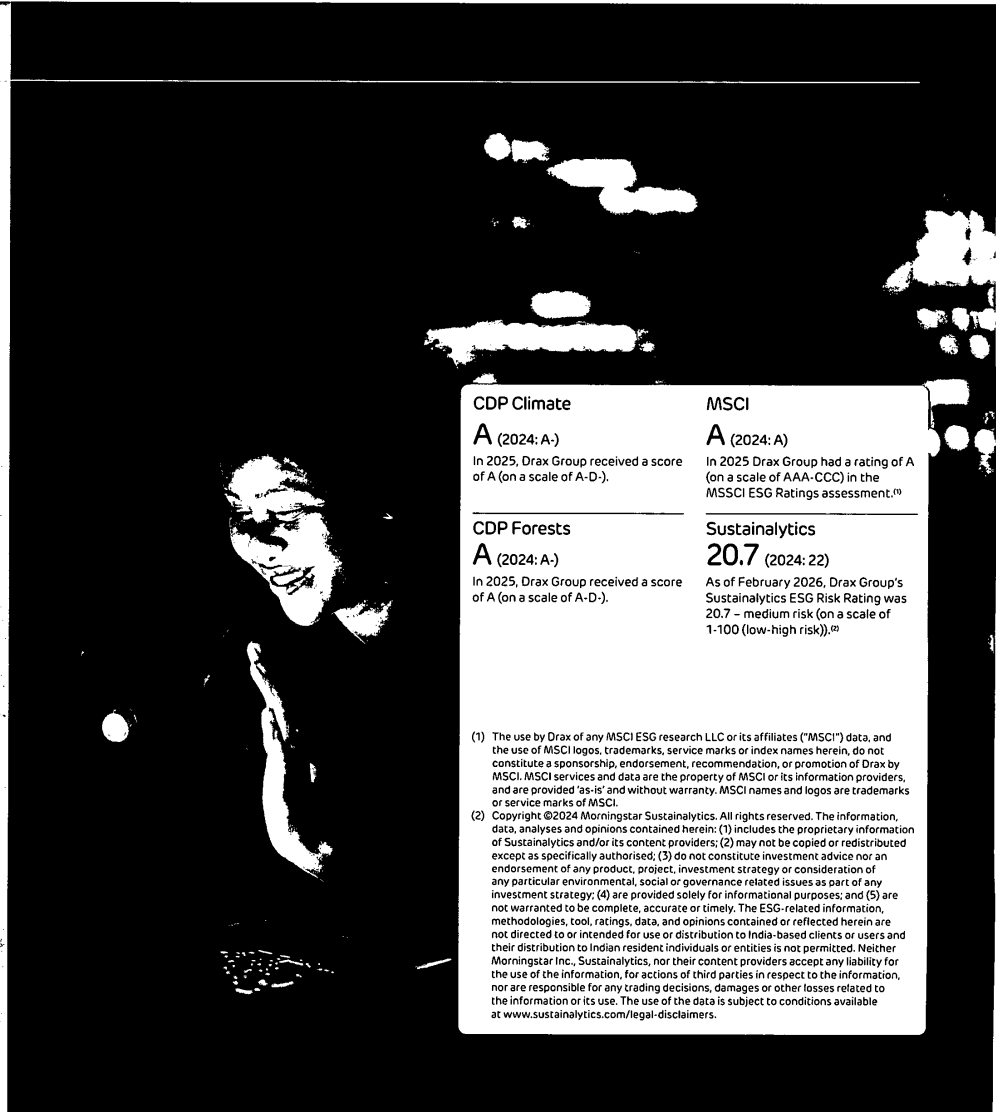 CDP Climate
A (2024: A-)
In 2025, Drax Group received a score
of A (on a scale of A-D-).
MSCI
A (2024: A)
In 2025 Drax Group had a rating of A
(on a scale of AAA-CCC) in the
MSSCI ESG Ratings assessment.(1)
CDP Forests
A (2024: A-)
In 2025, Drax Group received a score
of A (on a scale of A-D-).
Sustainalytics
20.7 (2024: 22)
As of February 2026, Drax Group's
Sustainalytics ESG Risk Rating was
20.7 – medium risk (on a scale of
1-100 (low-high risk)).(2)
(1) The use by Drax of any MSCI ESG research LLC or its affiliates ("MSCI") data, and
the use of MSCI logos, trademarks, service marks or index names herein, do not
constitute a sponsorship, endorsement, recommendation, or promotion of Drax by
MSCI. MSCI services and data are the property of MSCI or its information providers,
and are provided 'as-is' and without warranty. MSCI names and logos are trademarks
or service marks of MSCI.
(2) Copyright ©2024 Morningstar Sustainalytics. All rights reserved. The information,
data, analyses and opinions contained herein: (1) includes the proprietary information
of Sustainalytics and/or its content providers; (2) may not be copied or redistributed
except as specifically authorised; (3) do not constitute investment advice nor an
endorsement of any product, project, investment strategy or consideration of
any particular environmental, social or governance related issues as part of any
investment strategy; (4) are provided solely for informational purposes; and (5) are
not warranted to be complete, accurate or timely. The ESG-related information,
methodologies, tool, ratings, data, and opinions contained or reflected herein are
not directed to or intended for use or distribution to India-based clients or users and
their distribution to Indian resident individuals or entities is not permitted. Neither
Morningstar Inc., Sustainalytics, nor their content providers accept any liability for
the use of the information, for actions of third parties in respect to the information,
nor are responsible for any trading decisions, damages or other losses related to
the information or its use. The use of the data is subject to conditions available
at www.sustainalytics.com/legal-disclaimers.